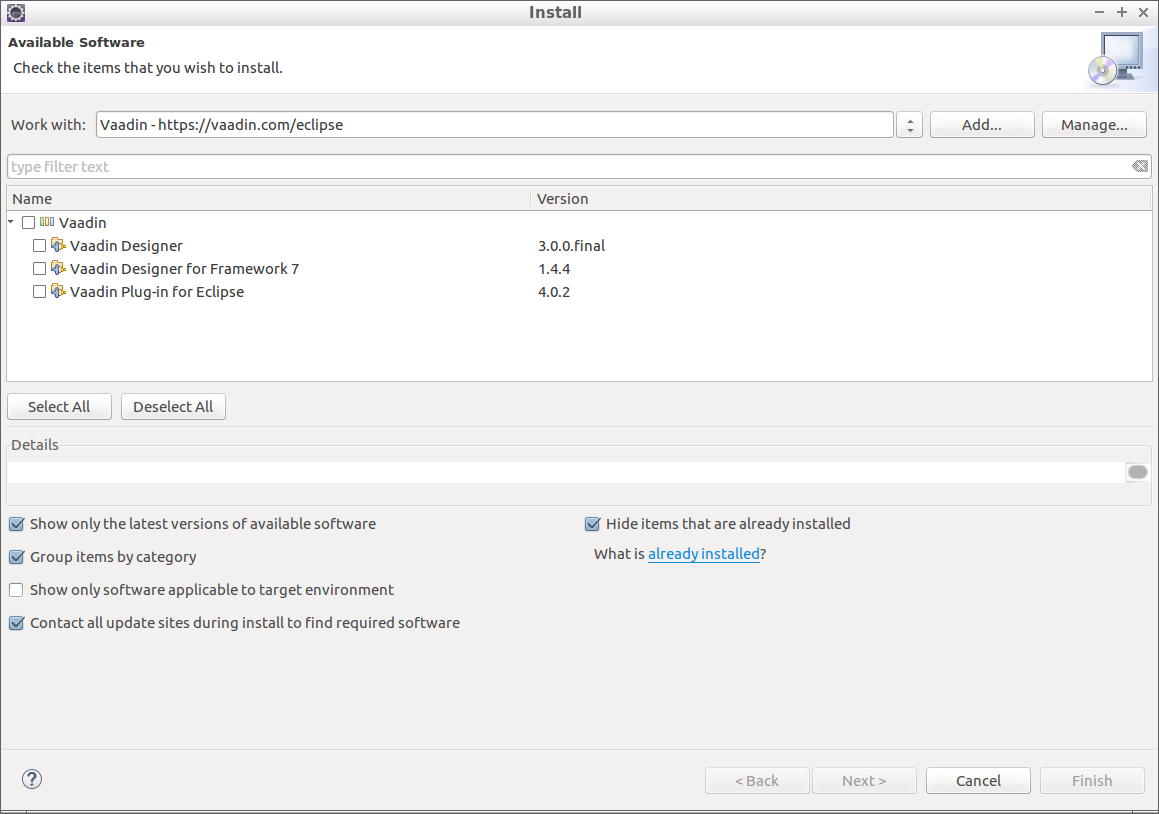 Install
Available Software
Check the items that you wish to install.
Work with: Vaadin - https://vaadin.com/eclipse Add... Manage...
type filter text
Name Version
Vaadin
Vaadin Designer 3.0.0.final
Vaadin Designer for Framework 7 1.4.4
Vaadin Plug-in for Eclipse 4.0.2
Select All Deselect All
Details
Show only the latest versions of available software Hide items that are already installed
Group items by category What is already installed?
Show only software applicable to target environment
Contact all update sites during install to find required software
? < Back Next > Cancel Finish